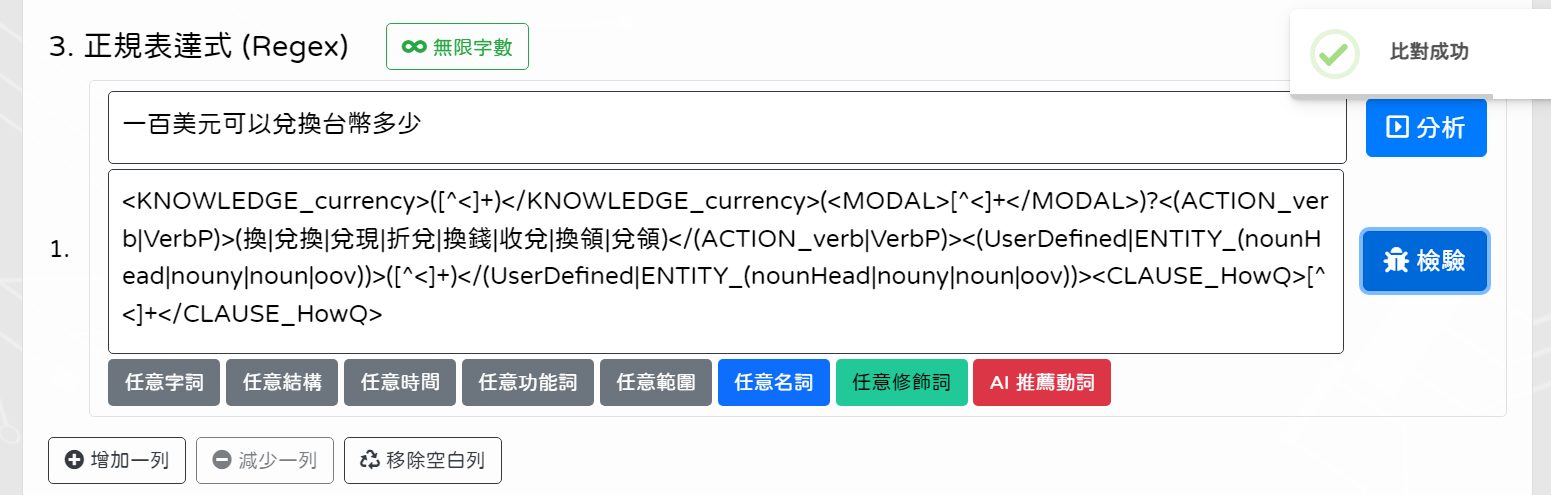 3. 正規表達式 (Regex)
無限字數
比對成功
一百美元可以兌換台幣多少
分析
1.
<KNOWLEDGE_currency>([^<]+)</KNOWLEDGE_currency>(<MODAL>[^<]+</MODAL>)?<(ACTION_ver
b|VerbP)>(換|兌換|兌現|折兌|換錢|收兌|換領|兌領)</(ACTION_verb|VerbP)><(UserDefined|ENTITY_(nounH
ead|nouny|noun|oov))>([^<]+)</(UserDefined|ENTITY_(nounHead|nouny|noun|oov))><CLAUSE_HowQ>[^
<]+</CLAUSE_HowQ>
檢驗
任意字詞 任意結構 任意時間 任意功能詞 任意範圍 任意名詞 任意修飾詞 AI 推薦動詞
增加一列 減少一列 移除空白列